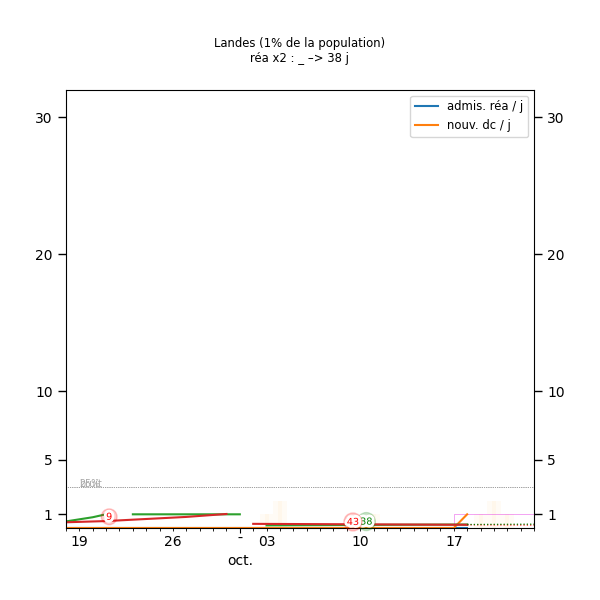 Landes (1% de la population)
réa x2 : _ –> 38 j
admis. réa / j
nouv. dc / j
30 30
20 20
10 10
5 5
1 1
9
43 38
19 26 - 03 10 17
oct.